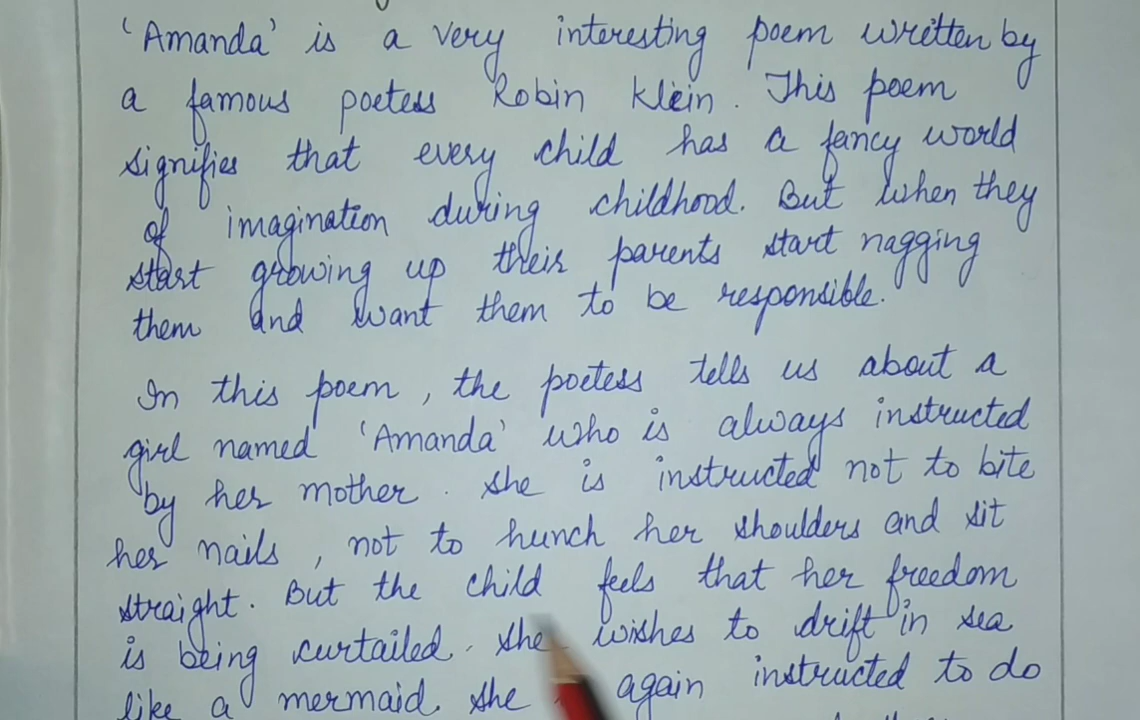 'Amanda' is a very interesting poem written by
a famous poetess Robin Klein. This poem
signifies that every child has a fancy world
of imagination during childhood. But when they
start growing up their parents start nagging
them and want them to be responsible.
In this poem, the poetess tells us about a
girl named 'Amanda' who is always instructed
by her mother. She is instructed not to bite
her nails, not to hunch her shoulders and sit
straight. But the child feels that her freedom
is being curtailed. She wishes to drift in sea
like a mermaid. She again instructed to do